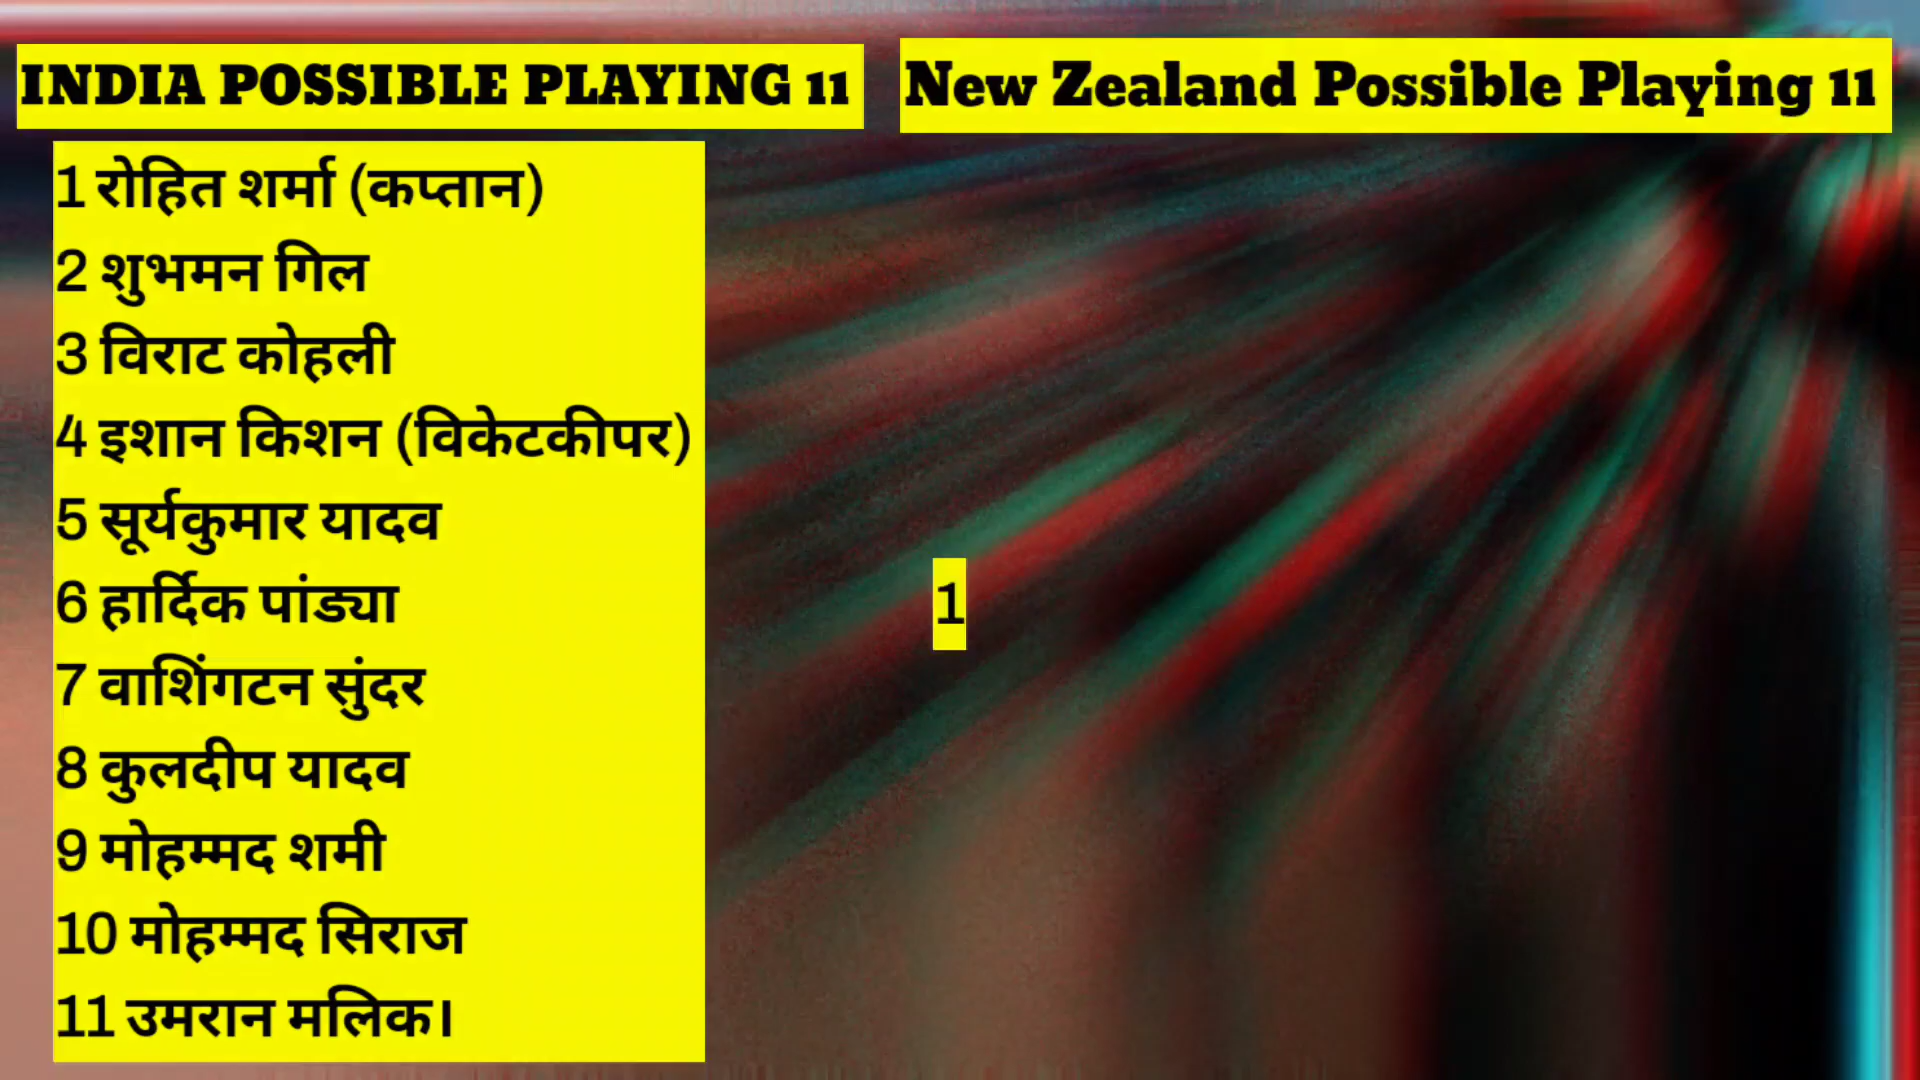 INDIA POSSIBLE PLAYING 11
New Zealand Possible Playing 11
1 रोहित शर्मा (कप्तान)
2 शुभमन गिल
3 विराट कोहली
4 इशान किशन (विकेटकीपर)
5 सूर्यकुमार यादव
6 हार्दिक पांड्या
7 वाशिंगटन सुंदर
8 कुलदीप यादव
9 मोहम्मद शमी
10 मोहम्मद सिराज
11 उमरान मलिक।
1